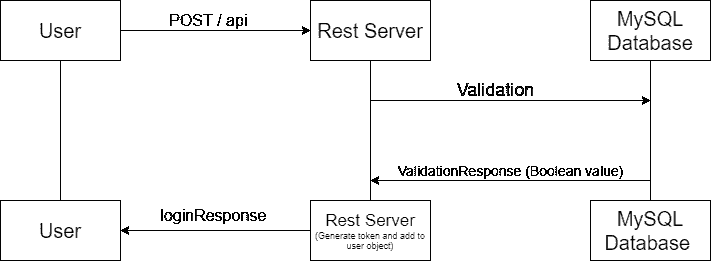 POST / api
User
Rest Server
MySQL
Database
Validation
ValidationResponse (Boolean value)
User
loginResponse
Rest Server
(Generate token and add to
user object)
MySQL
Database